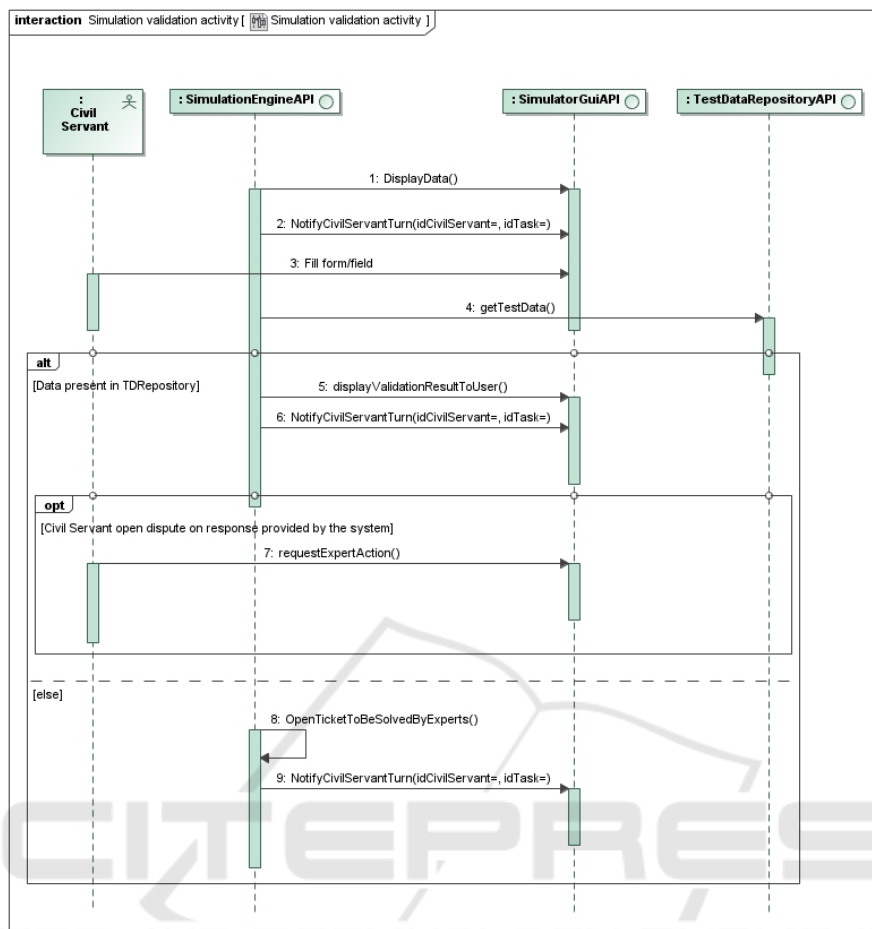 interaction Simulation validation activity [ Simulation validation activity ]
:
Civil
Servant
: SimulationEngineAPI
: SimulatorGuiAPI
: TestDataRepositoryAPI
1: DisplayData()
2: NotifyCivilServantTurn(idCivilServant=, idTask=)
3: Fill form/field
4: getTestData()
alt
[Data present in TDRepository]
5: displayValidationResultToUser()
6: NotifyCivilServantTurn(idCivilServant=, idTask=)
opt
[Civil Servant open dispute on response provided by the system]
7: requestExpertAction()
[else]
8: OpenTicketToBeSolvedByExperts()
9: NotifyCivilServantTurn(idCivilServant=, idTask=)
CITEPRES